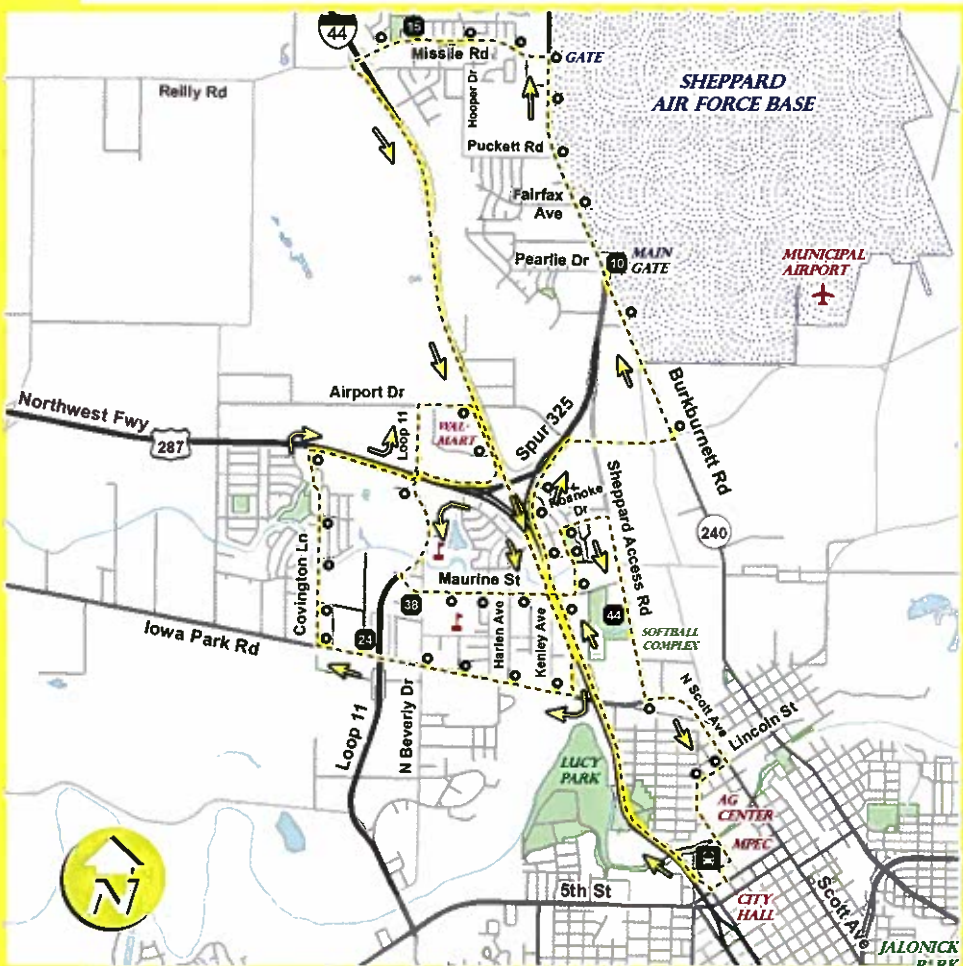 44
15
Missile Rd
GATE
Reilly Rd
Hooper Dr
SHEPPARD
AIR FORCE BASE
Puckett Rd
Fairfax
Ave
Pearlie Dr
10
MAIN
GATE
MUNICIPAL
AIRPORT
Airport Dr
Northwest Fwy
287
Loop 11
WAL-
MART
Spur 325
Burkburnett Rd
Roanoke
Dr
Sheppard Access Rd
240
Covington Ln
Maurine St
38
44
Harlen Ave
Kenley Ave
SOFTBALL
COMPLEX
Iowa Park Rd
24
N Beverly Dr
Loop 11
N Scott Ave
Lincoln St
LUCY
PARK
AG
CENTER
MPEC
N
5th St
CITY
HALL
Scott Ave
JALONICK
PARK